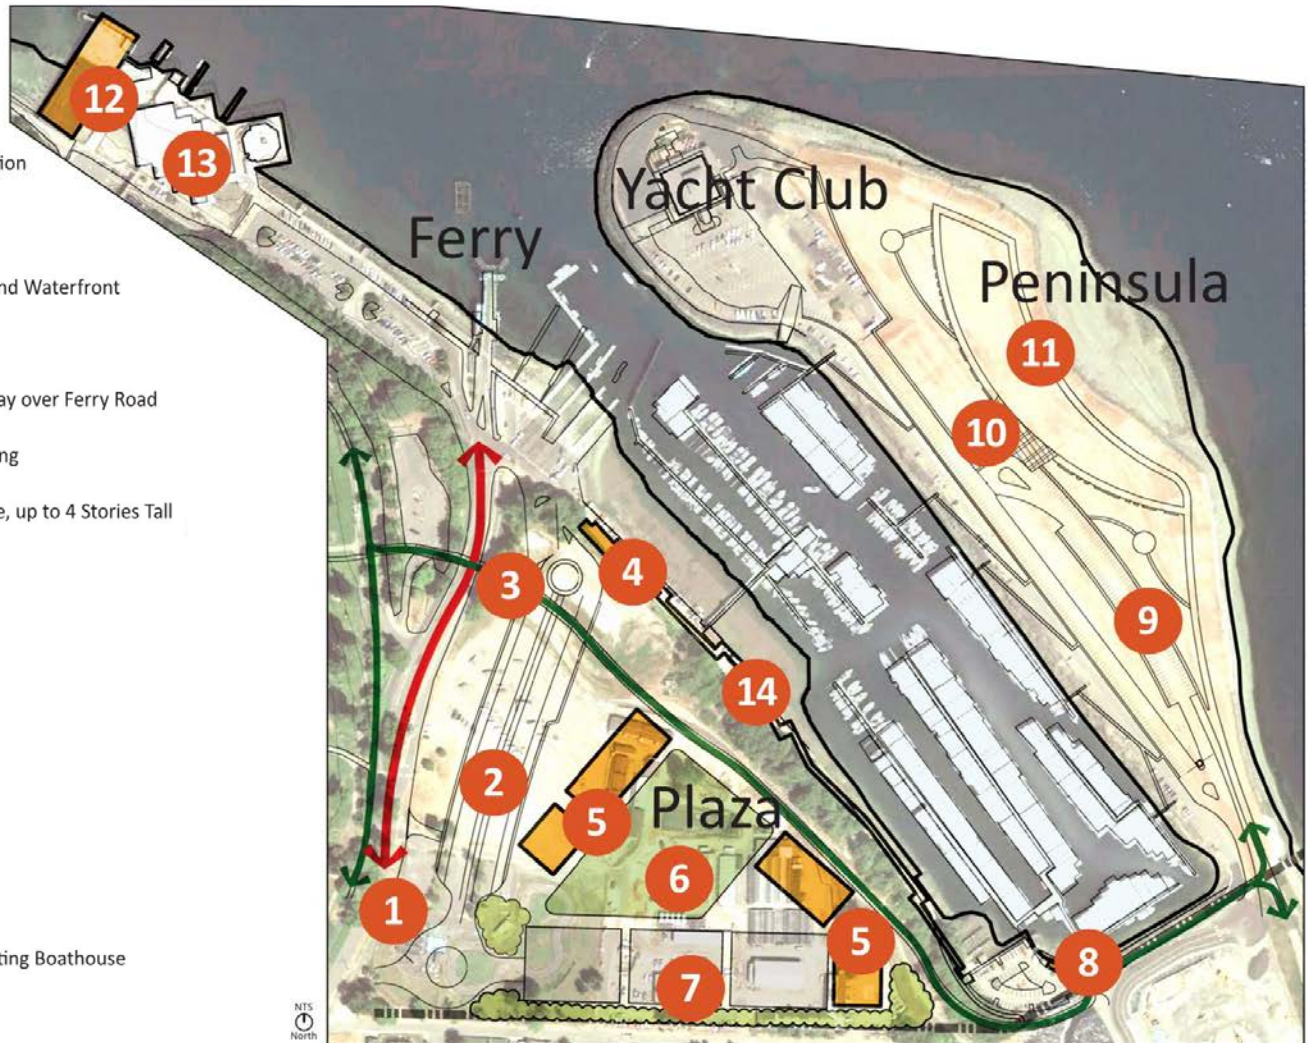 12
tion
13
Yacht Club
Ferry
nd Waterfront
Peninsula
11
ay over Ferry Road
10
ng
e, up to 4 Stories Tall
3
4
9
14
2
5
Plaza
6
1
5
ting Boathouse
8
7
NTS
North